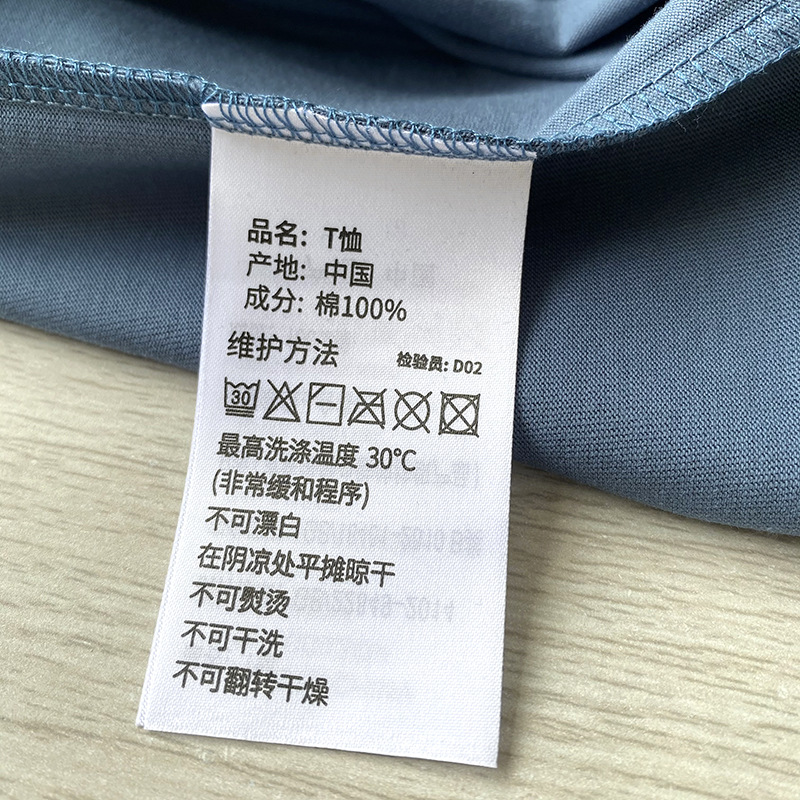 品名: T恤
产地: 中国
成分: 棉100%
维护方法 检验员: D02
30
最高洗涤温度 30℃
(非常缓和程序)
不可漂白
在阴凉处平摊晾干
不可熨烫
不可干洗
不可翻转干燥